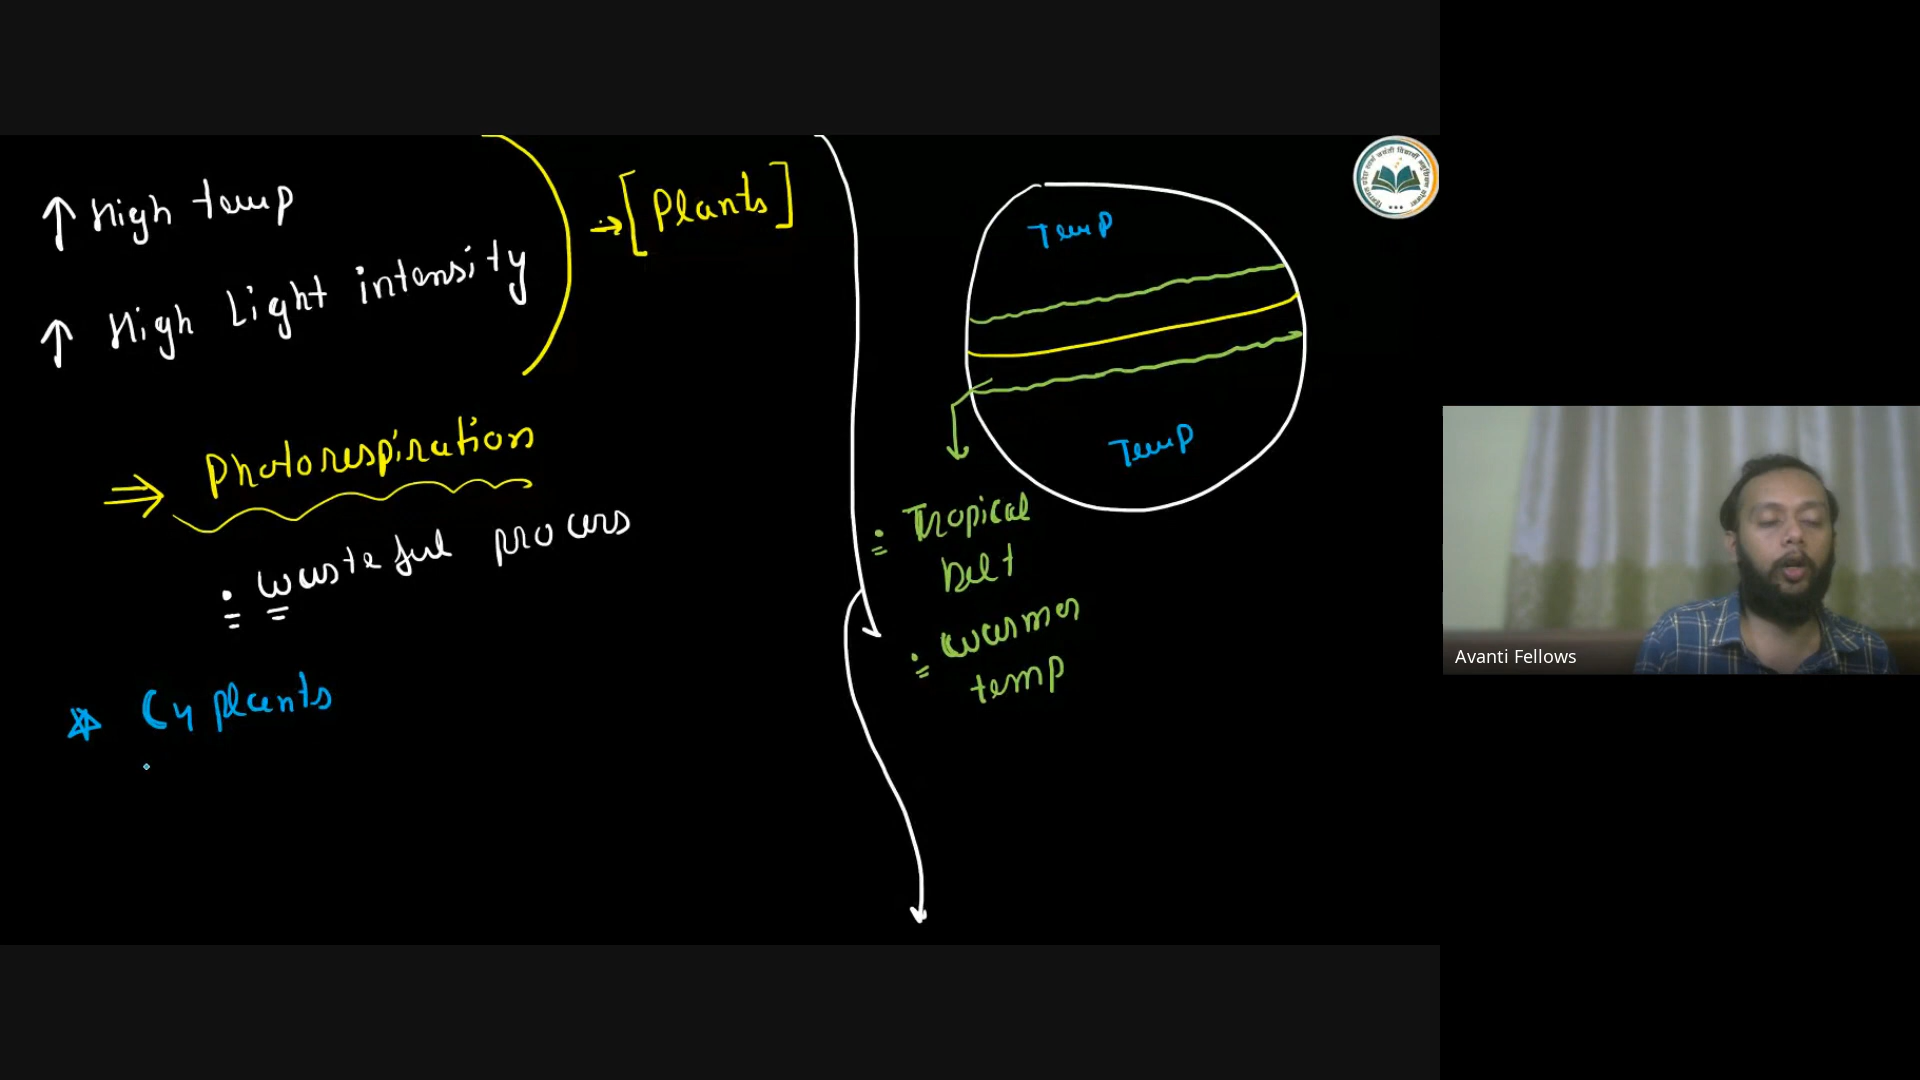 ↑ High temp
↑ High Light intensity
→ [Plants]
⇒ Photorespiration
: wasteful process
* C4 plants
Temp
Temp
: Tropical
belt
: warmer
temp
Avanti Fellows